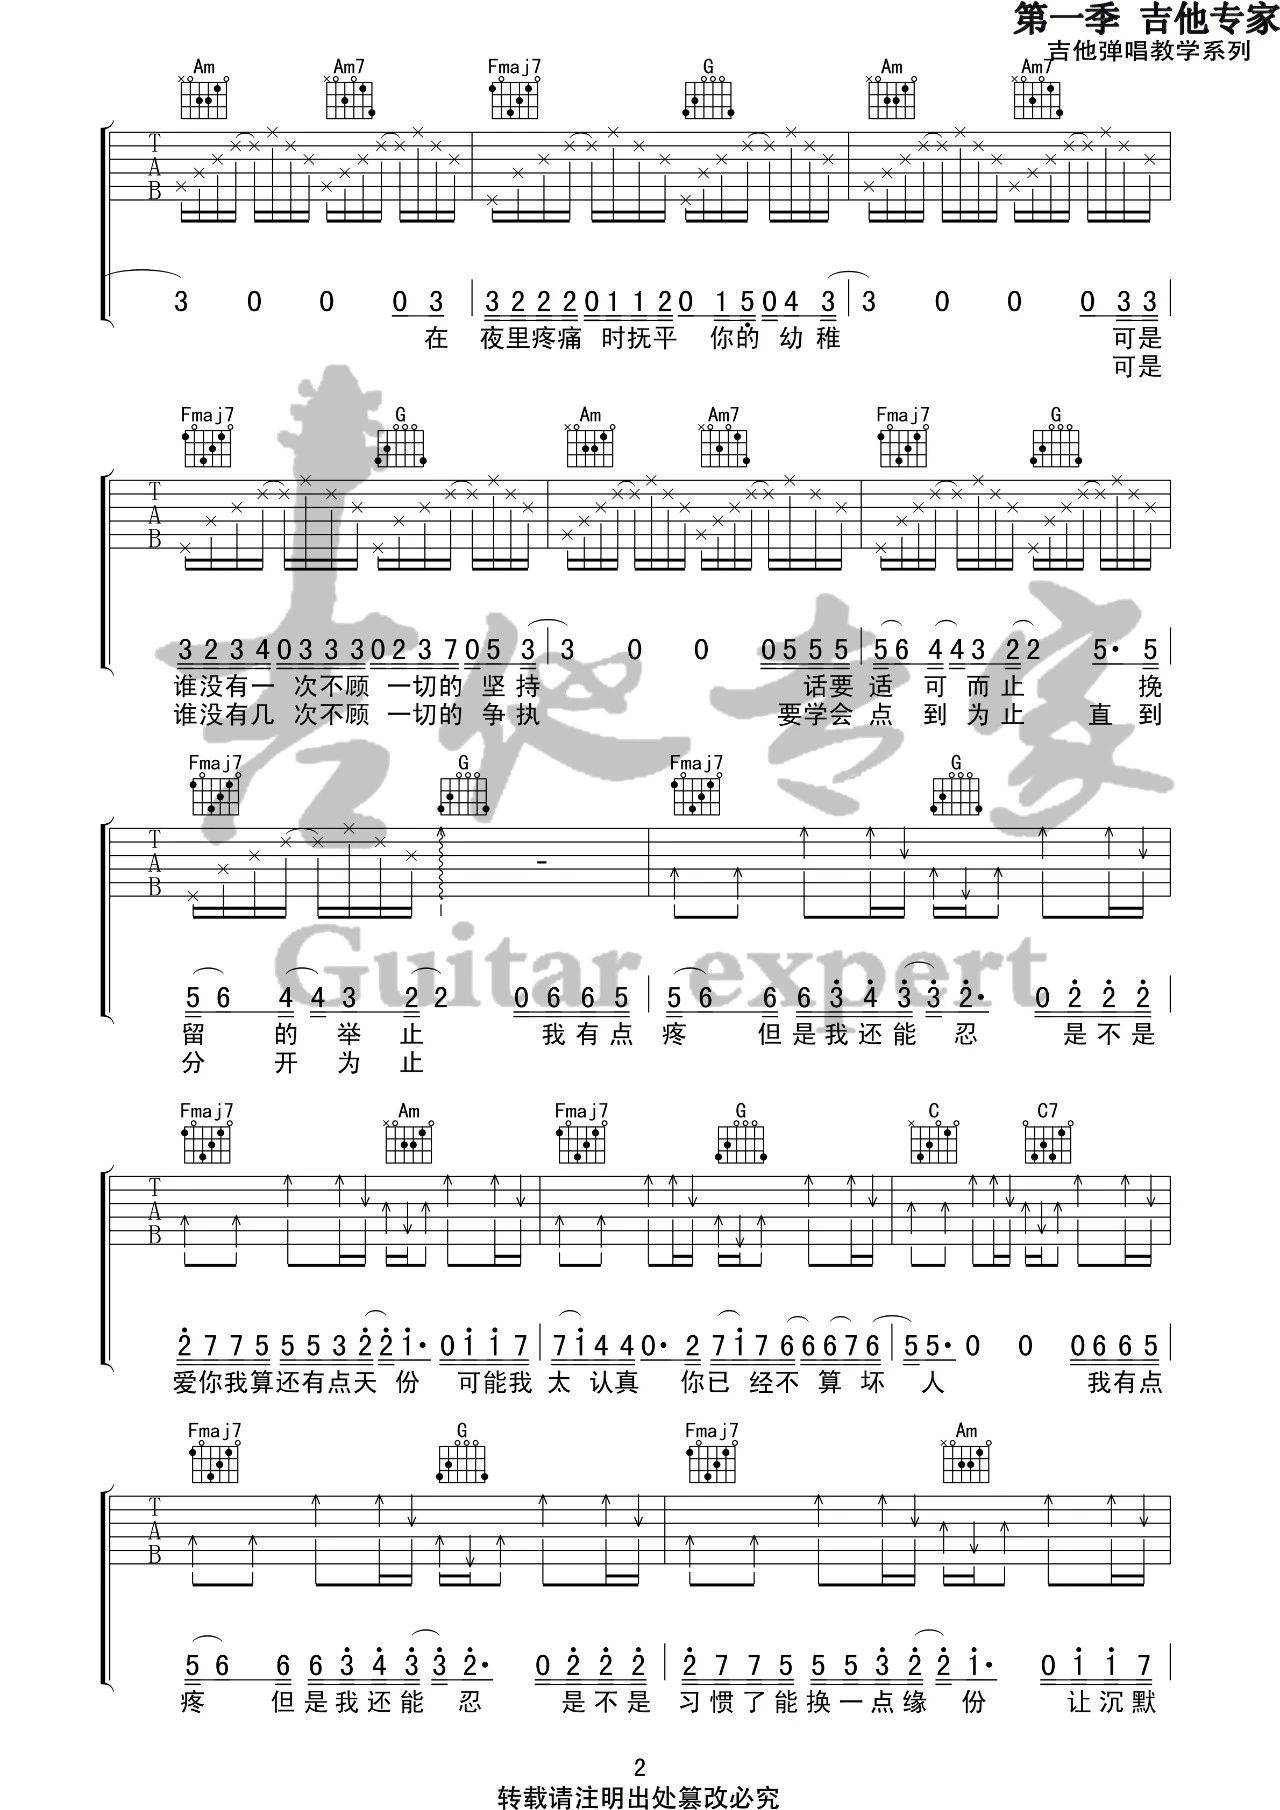 第一季 吉他专家
吉他弹唱教学系列
Am Am7 Fmaj7 G Am Am7
T
A
B
3 0 0 0 3 3 2 2 2 0 1 1 2 0 1 5 0 4 3 3 0 0 0 3 3
在 夜里疼痛 时抚平 你的 幼稚 可是
可是
Fmaj7 G Am Am7 Fmaj7 G
T
A
B
3 2 3 4 0 3 3 3 0 2 3 7 0 5 3 3 0 0 0 5 5 5 5 6 4 4 3 2 2 5· 5
谁没有一 次不顾 一切的 坚持 话要 适 可 而 止 挽
谁没有几 次不顾 一切的 争执 要学会 点 到 为 止 直 到
吉他专家
Fmaj7 G Fmaj7 G
T
A
B
-
Guitar expert
5 6 4 4 3 2 2 0 6 6 5 5 6 6 6 3 4 3 3 2· 0 2 2 2
留 的 举 止 我 有 点 疼 但 是 我 还 能 忍 是 不 是
分 开 为 止
Fmaj7 Am Fmaj7 G C C7
T
A
B
2 7 7 5 5 5 3 2 2 1· 0 1 1 7 7 1 4 4 0· 2 7 1 7 6 6 6 7 6 5 5· 0 0 0 6 6 5
爱你我算还有点天 份 可能我 太 认真 你已 经不 算 坏 人 我有点
Fmaj7 G Fmaj7 Am
T
A
B
5 6 6 6 3 4 3 3 2· 0 2 2 2 2 7 7 5 5 5 3 2 2 1· 0 1 1 7
疼 但 是 我 还 能 忍 是 不 是 习 惯 了 能 换 一 点 缘 份 让 沉 默
2
转载请注明出处篡改必究